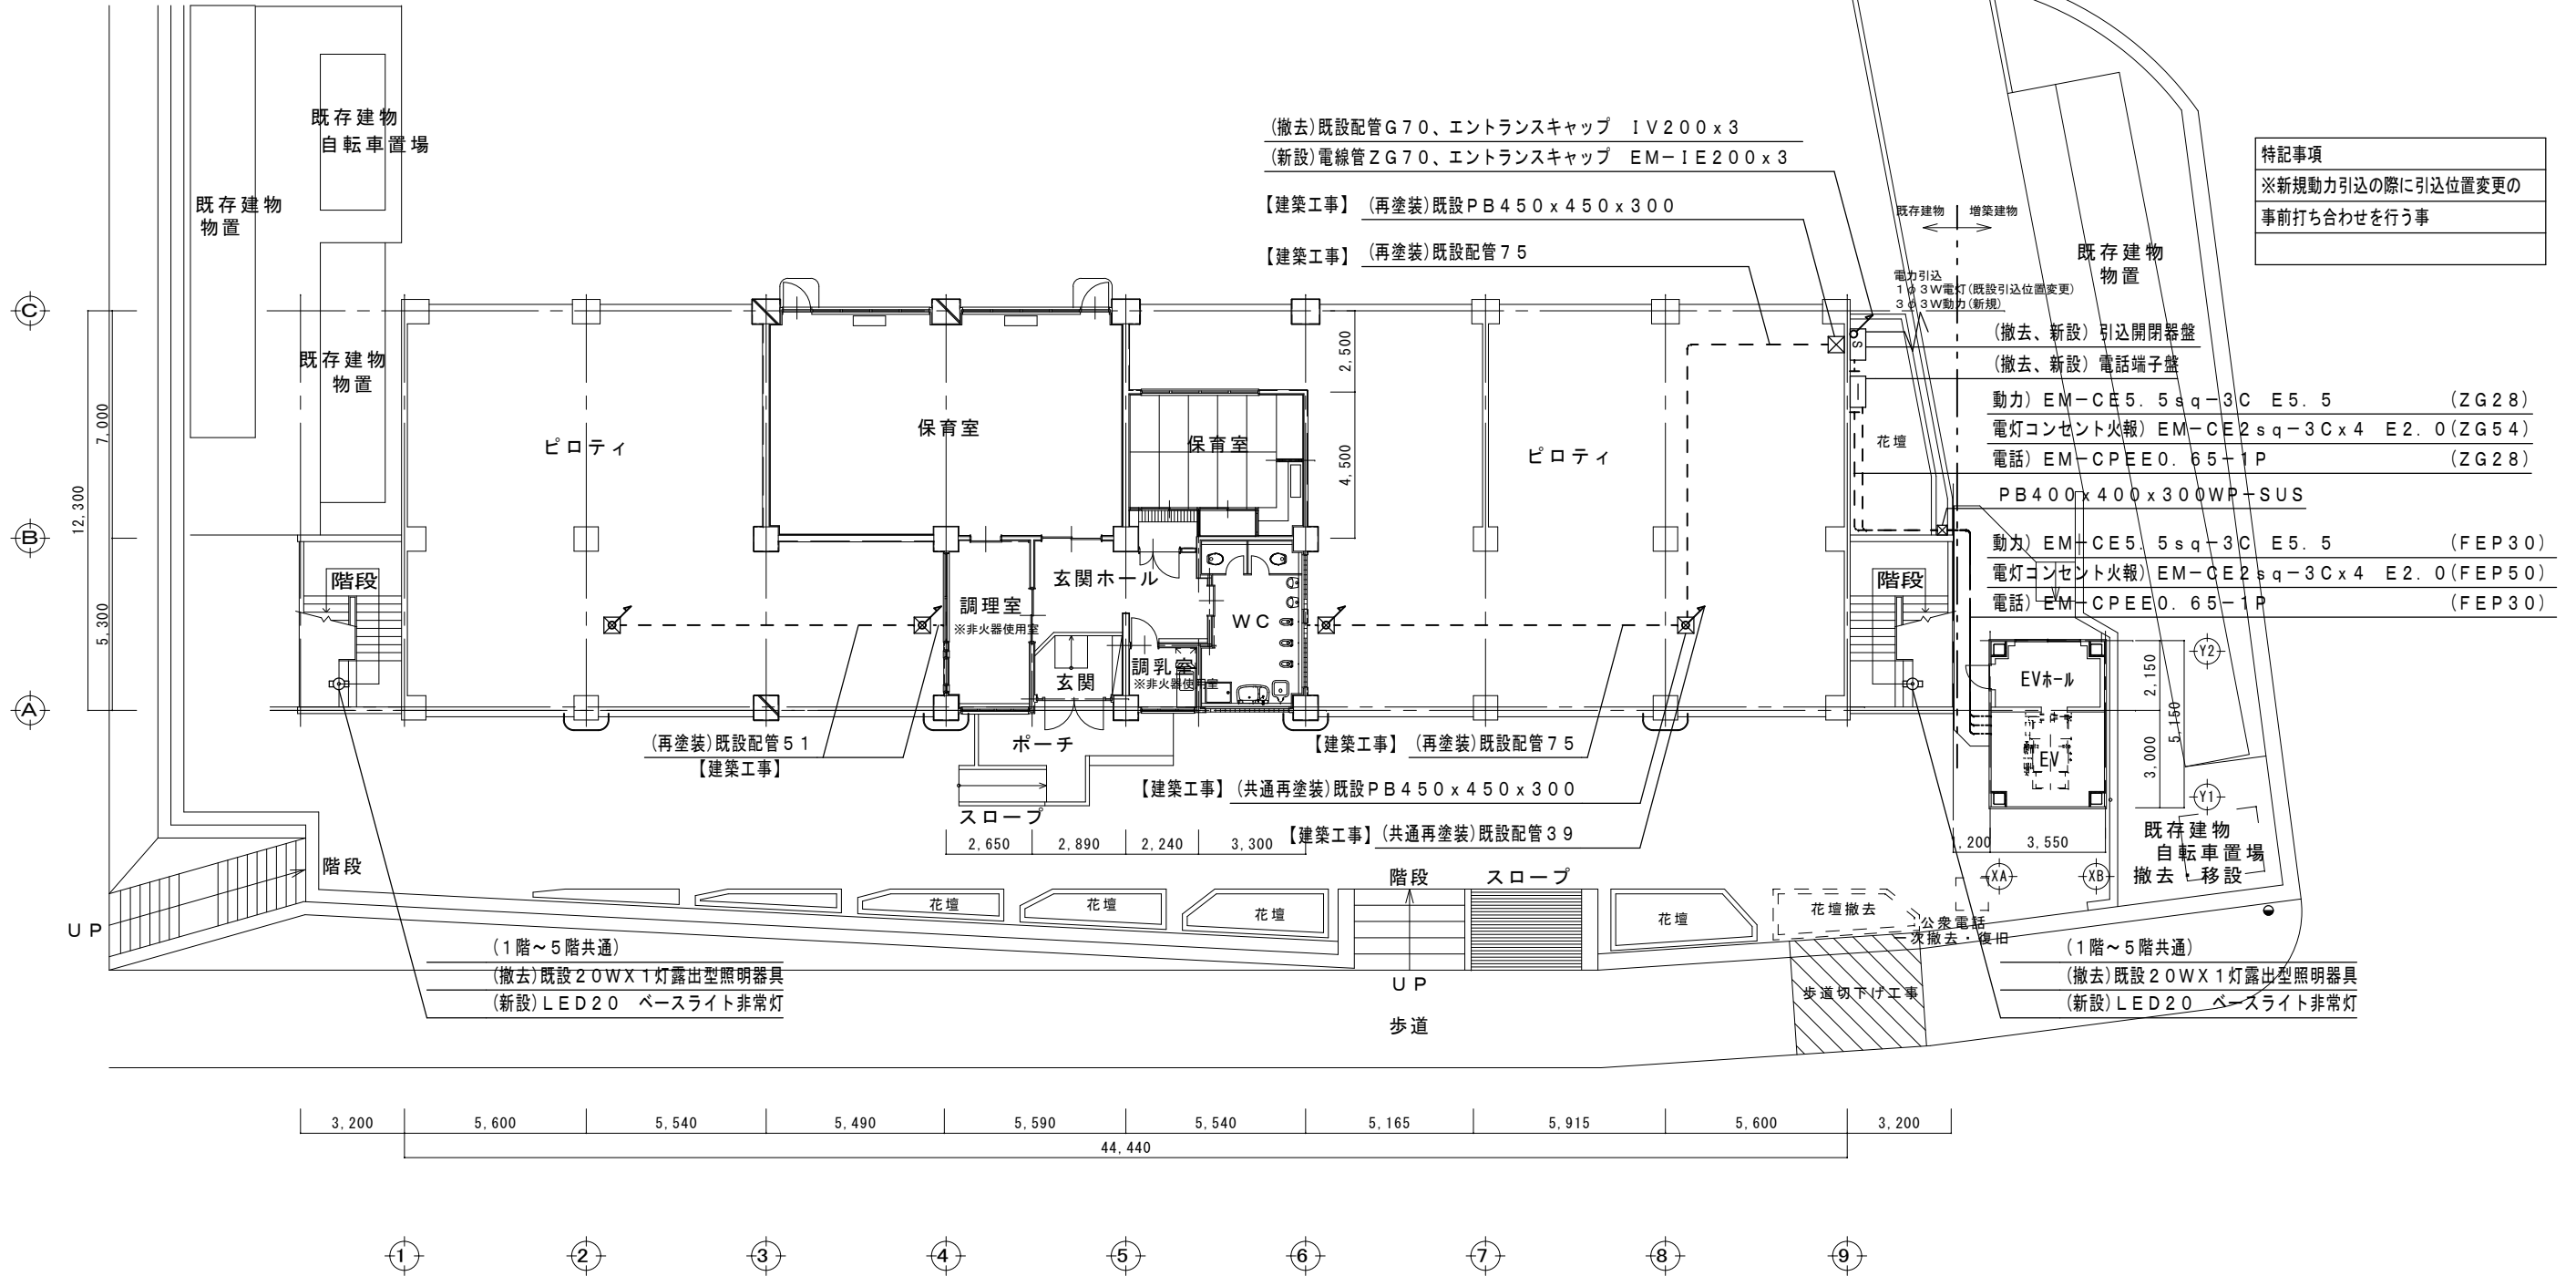 既存建物
自転車置場
既存建物
物置
既存建物
物置
(撤去)既設配管G70、エントランスキャップ IV200x3
(新設)電線管ZG70、エントランスキャップ EM-IE200x3
【建築工事】 (再塗装)既設PB450x450x300
【建築工事】 (再塗装)既設配管75
特記事項
※新規動力引込の際に引込位置変更の
事前打ち合わせを行う事
既存建物 増築建物
既存建物
物置
電力引込
1φ3W電灯(既設引込位置変更)
3φ3W動力(新規)
(撤去、新設) 引込開閉器盤
(撤去、新設) 電話端子盤
動力) EM-CE5.5sq-3C E5.5 (ZG28)
電灯コンセント火報) EM-CE2sq-3Cx4 E2.0(ZG54)
電話) EM-CPEE0.65-1P (ZG28)
PB400x400x300WP-SUS
動力) EM-CE5.5sq-3C E5.5 (FEP30)
電灯コンセント火報) EM-CE2sq-3Cx4 E2.0(FEP50)
電話) EM-CPEE0.65-1P (FEP30)
S
花壇
C
B
A
7,000
12,300
5,300
2,500
4,500
ピロティ
保育室
保育室
ピロティ
階段
調理室
※非火器使用室
玄関ホール
玄関
調乳室
※非火器使用室
WC
階段
EVホール
EV
Y2
Y1
2,150
5,150
3,000
(再塗装)既設配管51
【建築工事】
ポーチ
スロープ
【建築工事】 (再塗装)既設配管75
【建築工事】 (共通再塗装)既設PB450x450x300
【建築工事】 (共通再塗装)既設配管39
2,650 2,890 2,240 3,300
1,200 3,550
XA XB
既存建物
自転車置場
撤去・移設
階段
UP
花壇
花壇
花壇
階段
スロープ
花壇
花壇撤去
公衆電話
一次撤去・復旧
歩道切下げ工事
UP
歩道
(1階～5階共通)
(撤去)既設20WX1灯露出型照明器具
(新設)LED20 ベースライト非常灯
(1階～5階共通)
(撤去)既設20WX1灯露出型照明器具
(新設)LED20 ベースライト非常灯
3,200 5,600 5,540 5,490 5,590 5,540 5,165 5,915 5,600 3,200
44,440
1 2 3 4 5 6 7 8 9